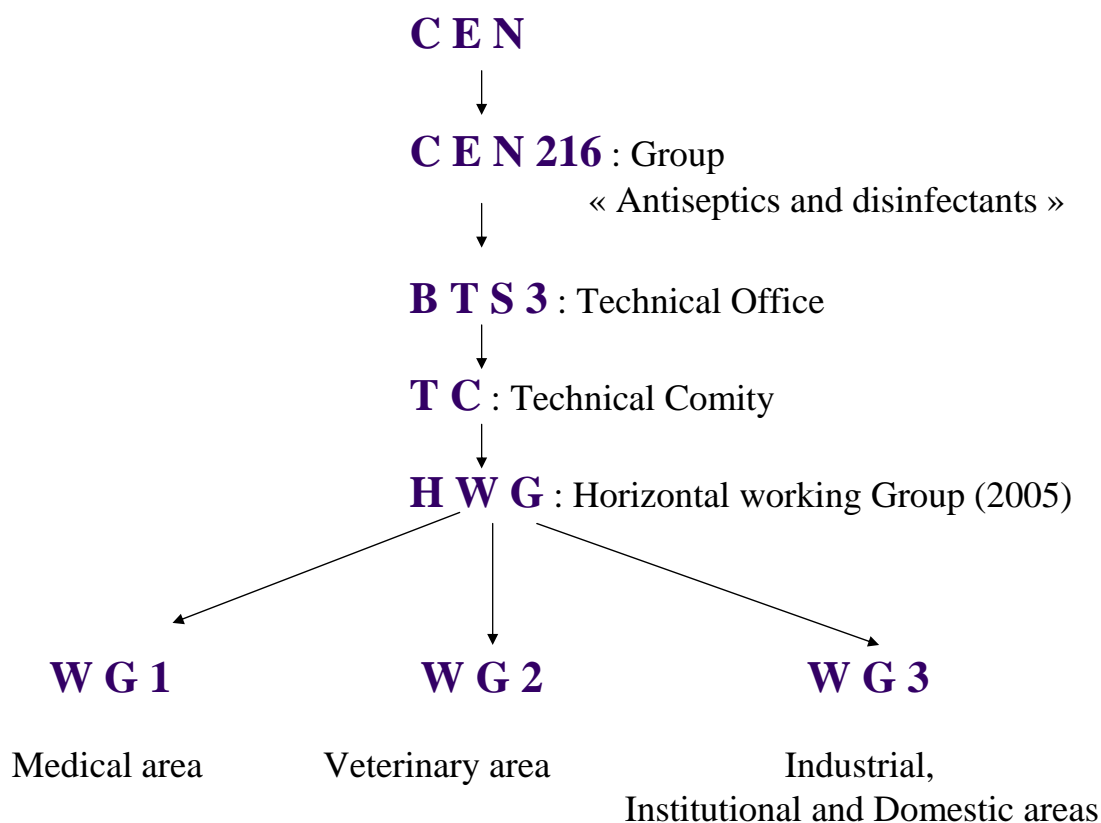 C E N
C E N 216 : Group
« Antiseptics and disinfectants »
B T S 3 : Technical Office
T C : Technical Comity
H W G : Horizontal working Group (2005)
W G 1 W G 2 W G 3
Medical area Veterinary area Industrial,
Institutional and Domestic areas